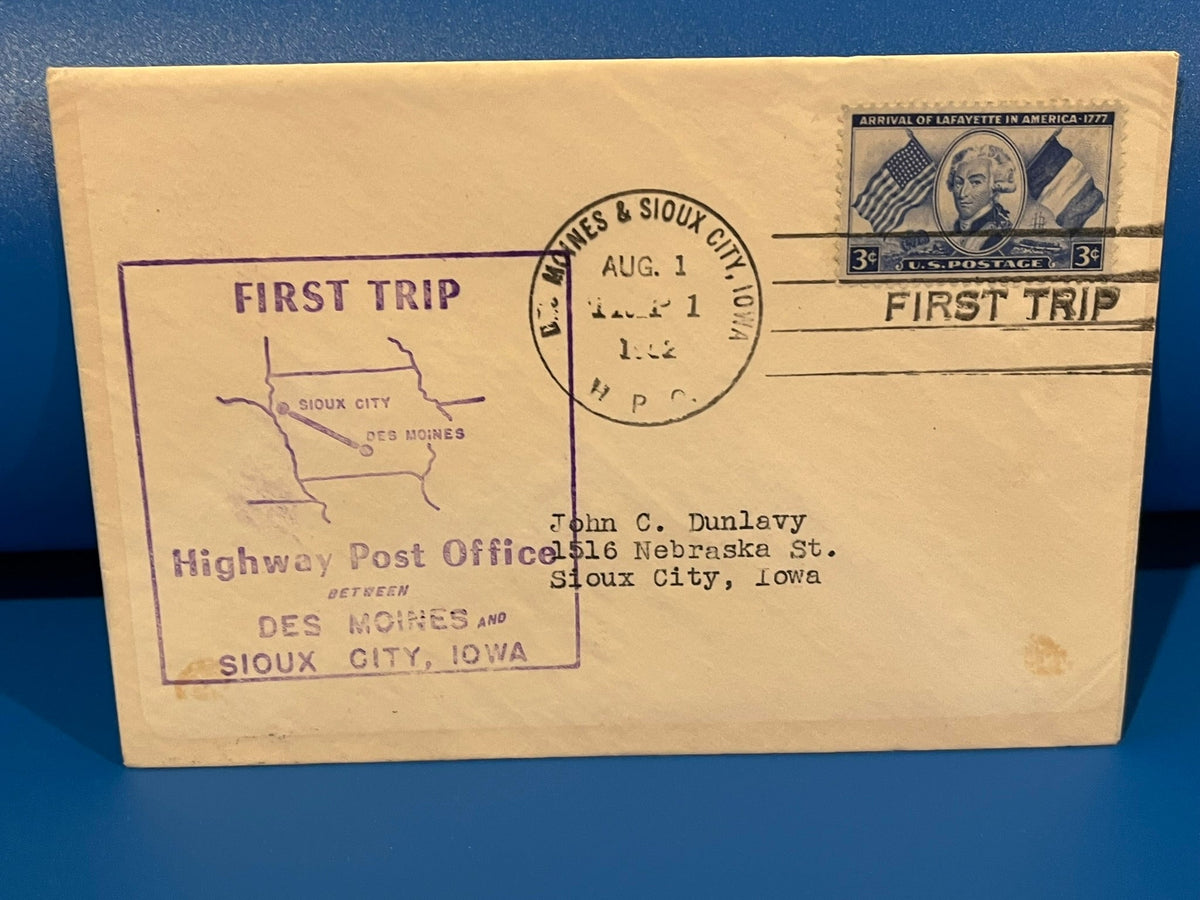 ARRIVAL OF LAFAYETTE IN AMERICA·1777
3¢ U.S. POSTAGE 3¢
FIRST TRIP
DES MOINES & SIOUX CITY, IOWA
AUG. 1
TRIP 1
H P O.
FIRST TRIP
SIOUX CITY
DES MOINES
Highway Post Office
BETWEEN
DES MOINES AND
SIOUX CITY, IOWA
John C. Dunlavy
1516 Nebraska St.
Sioux City, Iowa